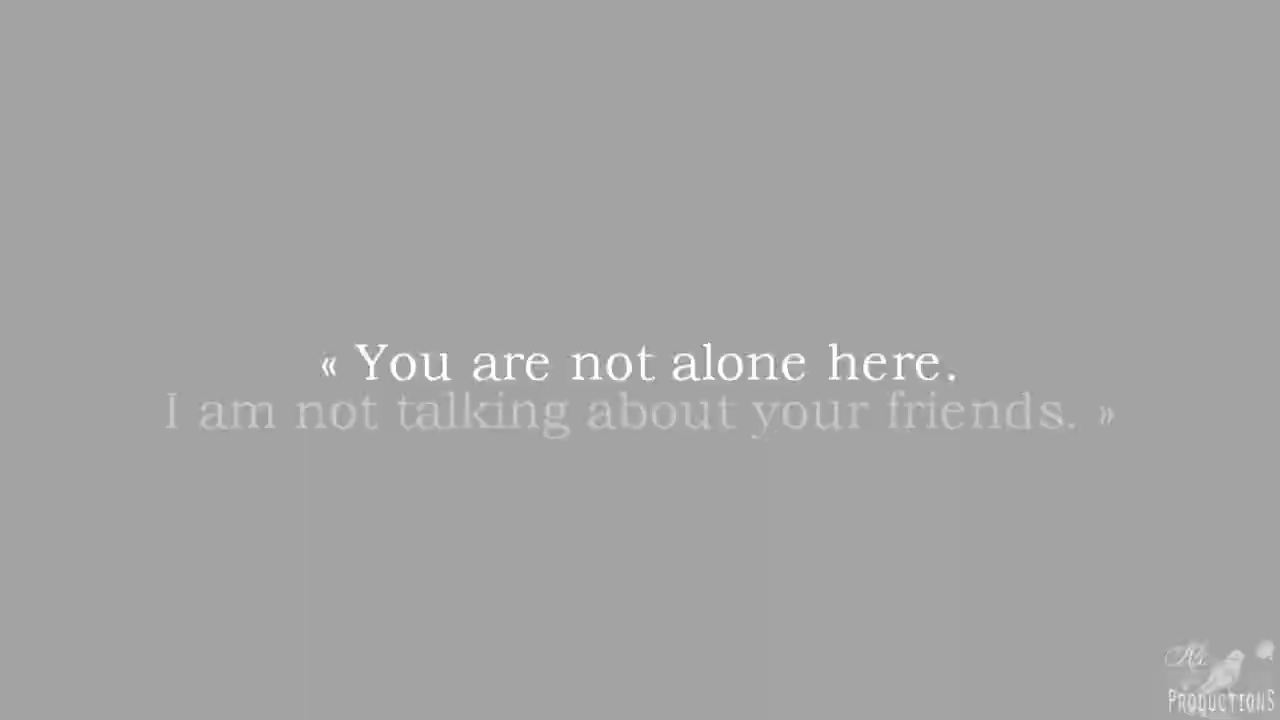 « You are not alone here.
I am not talking about your friends. »
PRODUCTIONS